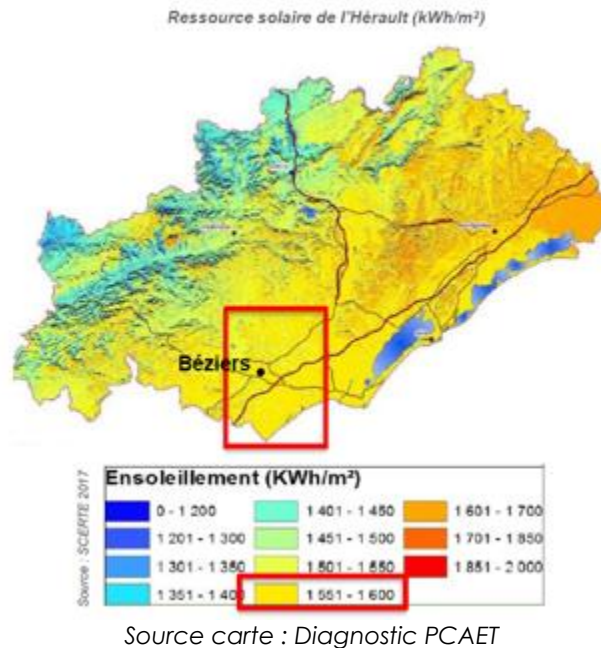 Ressource solaire de l'Hérault (kWh/m²)
Béziers
Ensoleillement (KWh/m²)
0 - 1 200
1 201 - 1 300
1 301 - 1 350
1 351 - 1 400
1 401 - 1 450
1 451 - 1 500
1 501 - 1 550
1 551 - 1 600
1 601 - 1 700
1 701 - 1 850
1 851 - 2 000
Source : SCERTE 2017
Source carte : Diagnostic PCAET